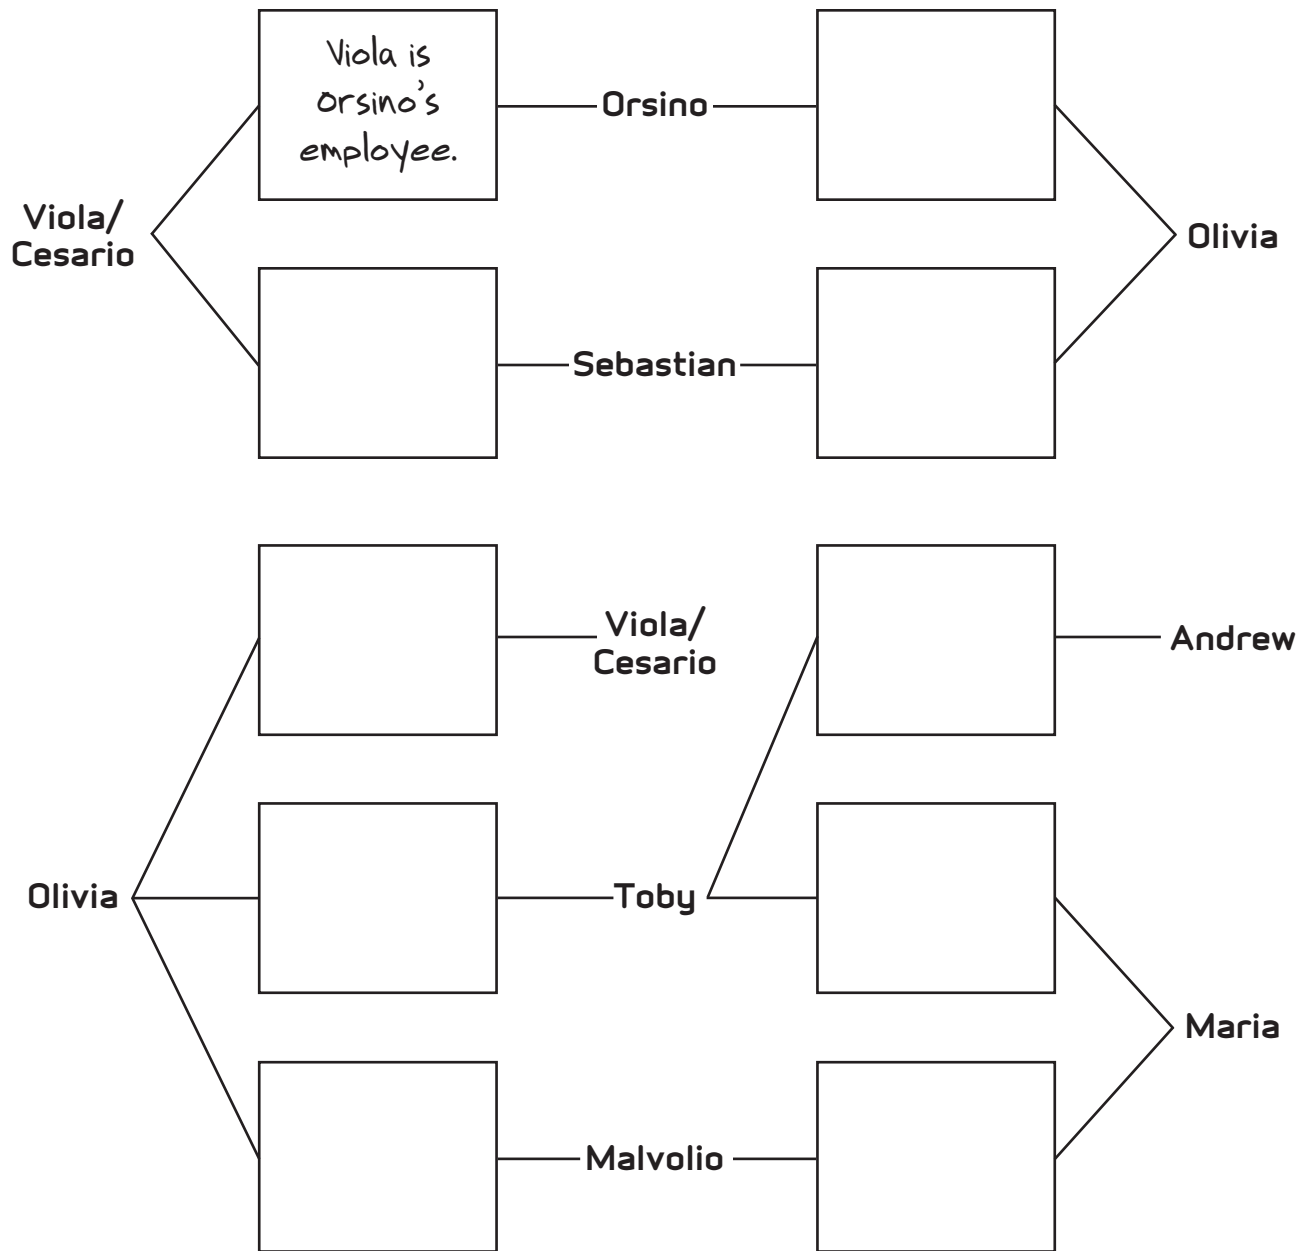 Viola is
Orsino's
employee.
Orsino
Viola/
Cesario
Olivia
Sebastian
Viola/
Cesario
Andrew
Olivia
Toby
Maria
Malvolio